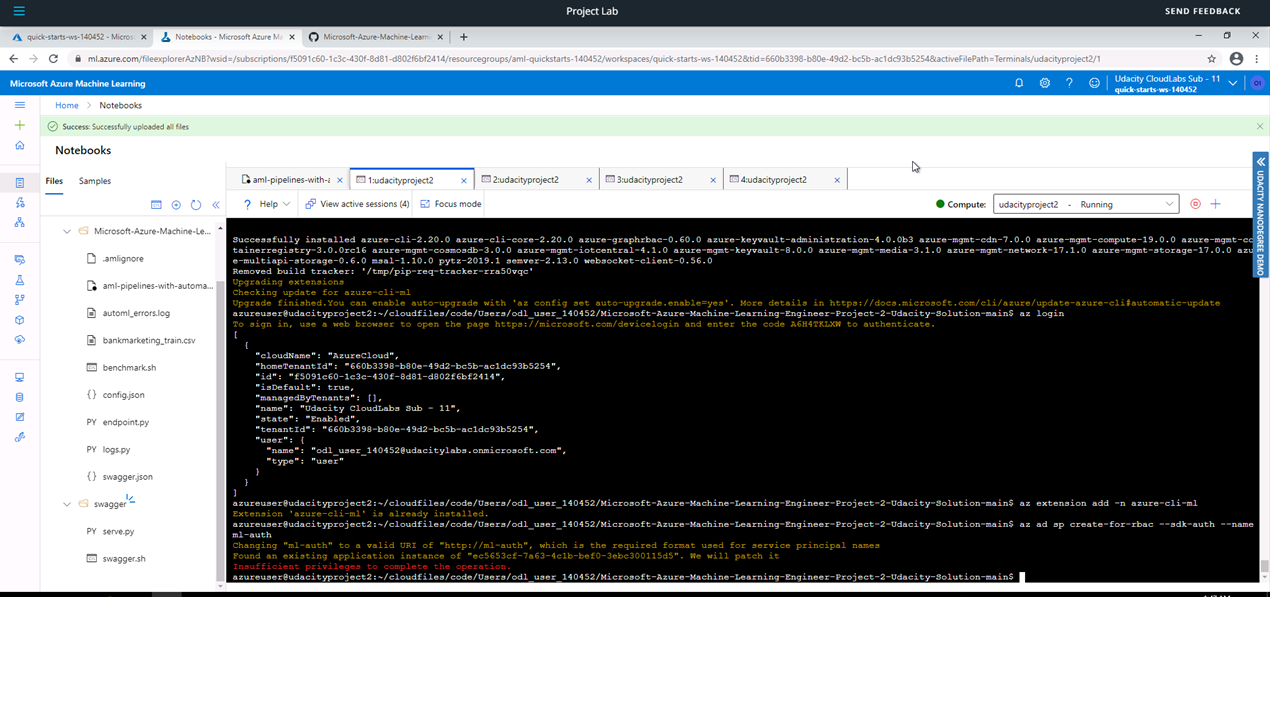 Project Lab
SEND FEEDBACK
quick-starts-ws-140452 - Micros
Notebooks - Microsoft Azure Ma
Microsoft-Azure-Machine-Learn
ml.azure.com/fileexplorerAzNB?wsid=/subscriptions/f5091c60-1c3c-430f-8d81-d802f6bf2414/resourcegroups/aml-quickstarts-140452/workspaces/quick-starts-ws-140452&tid=660b3398-b80e-49d2-bc5b-ac1dc93b5254&activeFilePath=Terminals/udacityproject2/1
Microsoft Azure Machine Learning
Udacity CloudLabs Sub - 11
quick-starts-ws-140452
Home > Notebooks
Success: Successfully uploaded all files
Notebooks
UDACITY NANODEGREE DEMO
Files
Samples
aml-pipelines-with-a
1:udacityproject2
2:udacityproject2
3:udacityproject2
4:udacityproject2
? Help
View active sessions (4)
Focus mode
Compute:
udacityproject2 - Running
Microsoft-Azure-Machine-Le...
.amlignore
aml-pipelines-with-automa...
automl_errors.log
bankmarketing_train.csv
benchmark.sh
{} config.json
PY endpoint.py
PY logs.py
{} swagger.json
swagger
PY serve.py
swagger.sh
Successfully installed azure-cli-2.20.0 azure-cli-core-2.20.0 azure-graphrbac-0.60.0 azure-keyvault-administration-4.0.0b3 azure-mgmt-cdn-7.0.0 azure-mgmt-compute-19.0.0 azure-mgmt-co
tainerregistry-3.0.0rc16 azure-mgmt-cosmosdb-3.0.0 azure-mgmt-iotcentral-4.1.0 azure-mgmt-keyvault-8.0.0 azure-mgmt-media-3.1.0 azure-mgmt-network-17.1.0 azure-mgmt-storage-17.0.0 azu
e-multiapi-storage-0.6.0 msal-1.10.0 pytz-2019.1 semver-2.13.0 websocket-client-0.56.0
Removed build tracker: '/tmp/pip-req-tracker-rra50vqc'
Upgrading extensions
Checking update for azure-cli-ml
Upgrade finished.You can enable auto-upgrade with 'az config set auto-upgrade.enable=yes'. More details in https://docs.microsoft.com/cli/azure/update-azure-cli#automatic-update
azureuser@udacityproject2:~/cloudfiles/code/Users/odl_user_140452/Microsoft-Azure-Machine-Learning-Engineer-Project-2-Udacity-Solution-main$ az login
To sign in, use a web browser to open the page https://microsoft.com/devicelogin and enter the code A6H4TKLXW to authenticate.
[
{
"cloudName": "AzureCloud",
"homeTenantId": "660b3398-b80e-49d2-bc5b-ac1dc93b5254",
"id": "f5091c60-1c3c-430f-8d81-d802f6bf2414",
"isDefault": true,
"managedByTenants": [],
"name": "Udacity CloudLabs Sub - 11",
"state": "Enabled",
"tenantId": "660b3398-b80e-49d2-bc5b-ac1dc93b5254",
"user": {
"name": "odl_user_140452@udacitylabs.onmicrosoft.com",
"type": "user"
}
}
]
azureuser@udacityproject2:~/cloudfiles/code/Users/odl_user_140452/Microsoft-Azure-Machine-Learning-Engineer-Project-2-Udacity-Solution-main$ az extension add -n azure-cli-ml
Extension 'azure-cli-ml' is already installed.
azureuser@udacityproject2:~/cloudfiles/code/Users/odl_user_140452/Microsoft-Azure-Machine-Learning-Engineer-Project-2-Udacity-Solution-main$ az ad sp create-for-rbac --sdk-auth --name
ml-auth
Changing "ml-auth" to a valid URI of "http://ml-auth", which is the required format used for service principal names
Found an existing application instance of "ec5653cf-7a63-4c1b-bef0-3ebc300115d5". We will patch it
Insufficient privileges to complete the operation.
azureuser@udacityproject2:~/cloudfiles/code/Users/odl_user_140452/Microsoft-Azure-Machine-Learning-Engineer-Project-2-Udacity-Solution-main$